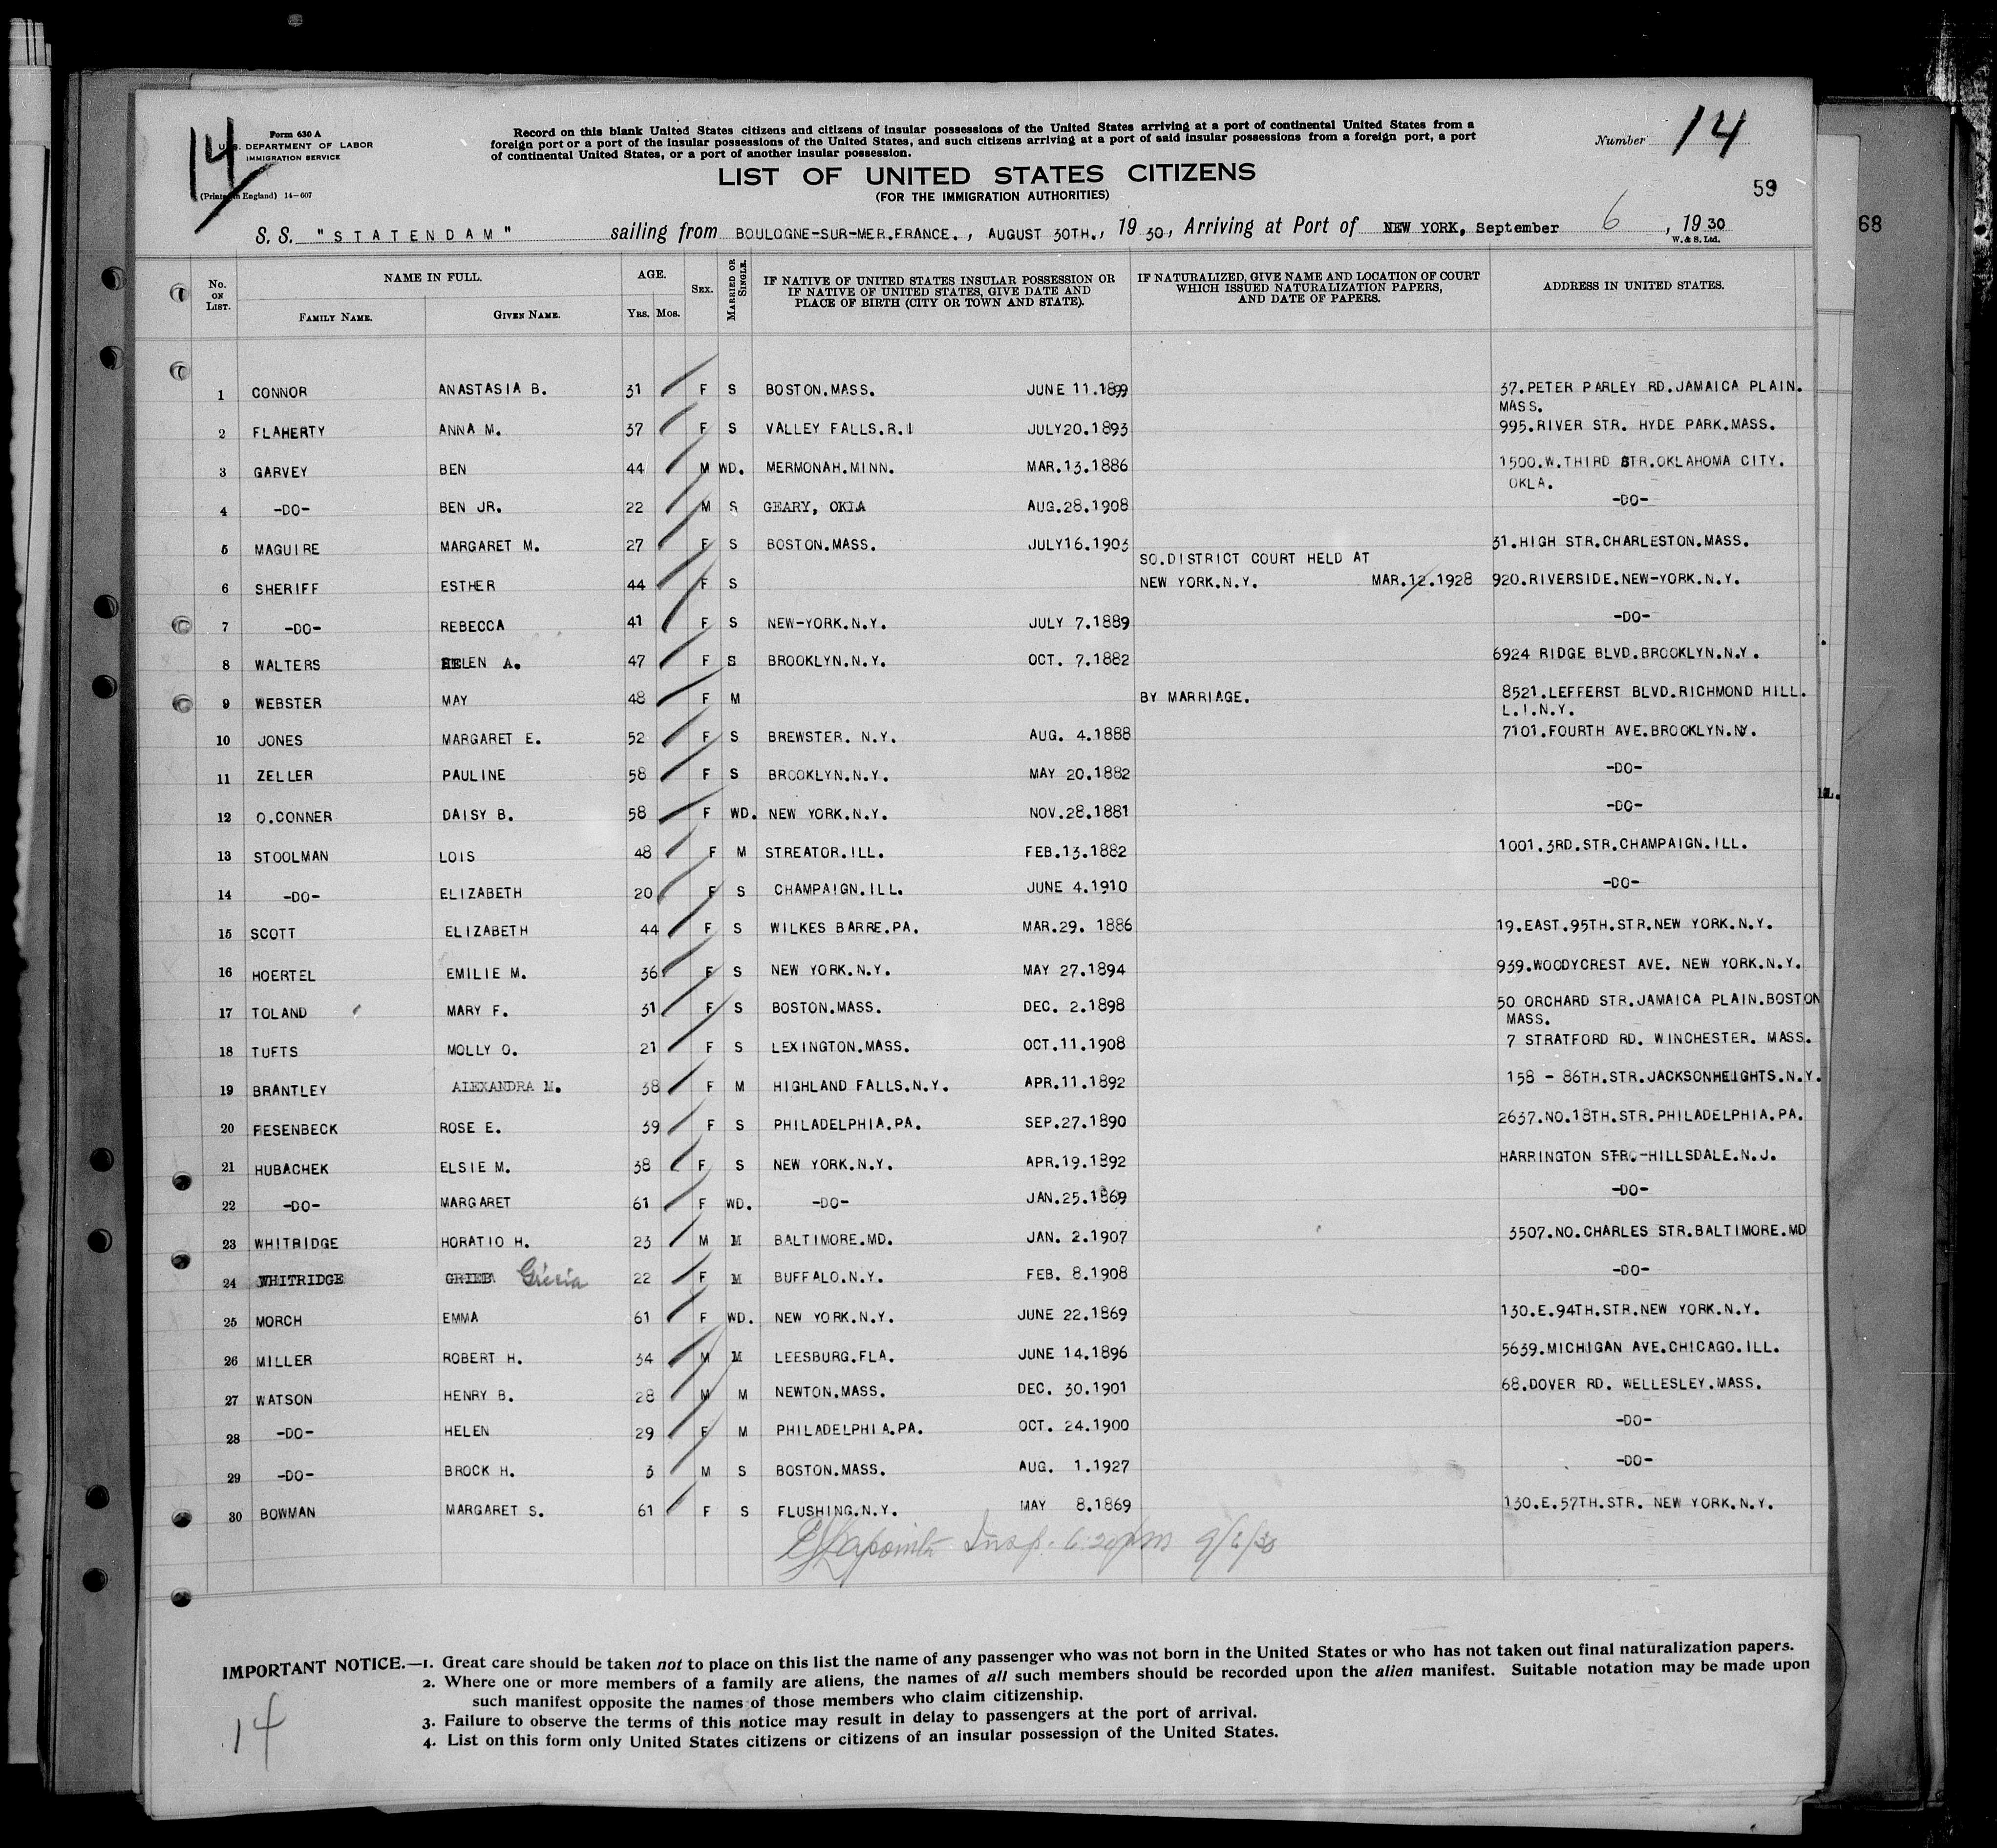 14
Form 630 A
U.S. DEPARTMENT OF LABOR
IMMIGRATION SERVICE
(Printed in England) 14-607
Record on this blank United States citizens and citizens of insular possessions of the United States arriving at a port of continental United States from a
foreign port or a port of the insular possessions of the United States, and such citizens arriving at a port of said insular possessions from a foreign port, a port
of continental United States, or a port of another insular possession.
Number 14
LIST OF UNITED STATES CITIZENS
(FOR THE IMMIGRATION AUTHORITIES)
59
68
S. S. "STATENDAM" sailing from BOULOGNE-SUR-MER.FRANCE., AUGUST 30TH., 19 30, Arriving at Port of NEW YORK, September 6, 19 30
W. & S. Ltd.
No. ON LIST. NAME IN FULL. FAMILY NAME. GIVEN NAME. AGE. YRS. MOS. SEX. MARRIED OR SINGLE. IF NATIVE OF UNITED STATES INSULAR POSSESSION OR IF NATIVE OF UNITED STATES, GIVE DATE AND PLACE OF BIRTH (CITY OR TOWN AND STATE). IF NATURALIZED, GIVE NAME AND LOCATION OF COURT WHICH ISSUED NATURALIZATION PAPERS, AND DATE OF PAPERS. ADDRESS IN UNITED STATES.
1 CONNOR ANASTASIA B. 31 F S BOSTON.MASS. JUNE 11.1899 37.PETER PARLEY RD.JAMAICA PLAIN.
MASS.
2 FLAHERTY ANNA M. 37 F S VALLEY FALLS.R.I JULY20.1893 995.RIVER STR. HYDE PARK.MASS.
3 GARVEY BEN 44 M WD. MERMONAH.MINN. MAR.13.1886 1500.W.THIRD STR.OKLAHOMA CITY.
OKLA.
4 -DO- BEN JR. 22 M S GEARY, OKLA AUG.28.1908 -DO-
5 MAGUIRE MARGARET M. 27 F S BOSTON.MASS. JULY16.1903 31.HIGH STR.CHARLESTON.MASS.
SO.DISTRICT COURT HELD AT
6 SHERIFF ESTHER 44 F S NEW YORK.N.Y. MAR.12.1928 920.RIVERSIDE.NEW-YORK.N.Y.
7 -DO- REBECCA 41 F S NEW-YORK.N.Y. JULY 7.1889 -DO-
8 WALTERS HELEN A. 47 F S BROOKLYN.N.Y. OCT. 7.1882 6924 RIDGE BLVD.BROOKLYN.N.Y.
9 WEBSTER MAY 48 F M BY MARRIAGE. 8521.LEFFERST BLVD.RICHMOND HILL.
L.I.N.Y.
10 JONES MARGARET E. 52 F S BREWSTER. N.Y. AUG. 4.1888 7101.FOURTH AVE.BROOKLYN.NY.
11 ZELLER PAULINE 58 F S BROOKLYN.N.Y. MAY 20.1882 -DO-
12 O.CONNER DAISY B. 58 F WD. NEW YORK.N.Y. NOV.28.1881 -DO-
13 STOOLMAN LOIS 48 F M STREATOR.ILL. FEB.13.1882 1001.3RD.STR.CHAMPAIGN.ILL.
14 -DO- ELIZABETH 20 F S CHAMPAIGN.ILL. JUNE 4.1910 -DO-
15 SCOTT ELIZABETH 44 F S WILKES BARRE.PA. MAR.29. 1886 19.EAST.95TH.STR.NEW YORK.N.Y.
16 HOERTEL EMILIE M. 36 F S NEW YORK.N.Y. MAY 27.1894 939.WOODYCREST AVE. NEW YORK.N.Y.
17 TOLAND MARY F. 31 F S BOSTON.MASS. DEC. 2.1898 50 ORCHARD STR.JAMAICA PLAIN.BOSTON
MASS.
18 TUFTS MOLLY O. 21 F S LEXINGTON.MASS. OCT.11.1908 7 STRATFORD RD. WINCHESTER. MASS.
19 BRANTLEY ALEXANDRA M. 38 F M HIGHLAND FALLS.N.Y. APR.11.1892 158 - 86TH.STR.JACKSONHEIGHTS.N.Y.
20 FIESENBECK ROSE E. 39 F S PHILADELPHIA.PA. SEP.27.1890 2637.NO.18TH.STR.PHILADELPHIA.PA.
21 HUBACHEK ELSIE M. 38 F S NEW YORK.N.Y. APR.19.1892 HARRINGTON STR.-HILLSDALE.N.J.
22 -DO- MARGARET 61 F WD. -DO- JAN.25.1869 -DO-
23 WHITRIDGE HORATIO H. 23 M M BALTIMORE.MD. JAN. 2.1907 3507.NO.CHARLES STR.BALTIMORE.MD
24 WHITRIDGE 22 F M BUFFALO.N.Y. FEB. 8.1908 -DO-
25 MORCH EMMA 61 F WD. NEW YORK.N.Y. JUNE 22.1869 130.E.94TH.STR.NEW YORK.N.Y.
26 MILLER ROBERT H. 34 M M LEESBURG.FLA. JUNE 14.1896 5639.MICHIGAN AVE.CHICAGO.ILL.
27 WATSON HENRY B. 28 M M NEWTON.MASS. DEC. 30.1901 68.DOVER RD. WELLESLEY.MASS.
28 -DO- HELEN 29 F M PHILADELPHIA.PA. OCT. 24.1900 -DO-
29 -DO- BROCK H. 3 M S BOSTON.MASS. AUG. 1.1927 -DO-
30 BOWMAN MARGARET S. 61 F S FLUSHING.N.Y. MAY 8.1869 130.E.57TH.STR. NEW YORK.N.Y.
Lapointe Insp. 6:20 pm 9/6/30
IMPORTANT NOTICE.—1. Great care should be taken not to place on this list the name of any passenger who was not born in the United States or who has not taken out final naturalization papers.
2. Where one or more members of a family are aliens, the names of all such members should be recorded upon the alien manifest. Suitable notation may be made upon
such manifest opposite the names of those members who claim citizenship.
3. Failure to observe the terms of this notice may result in delay to passengers at the port of arrival.
4. List on this form only United States citizens or citizens of an insular possession of the United States.
14